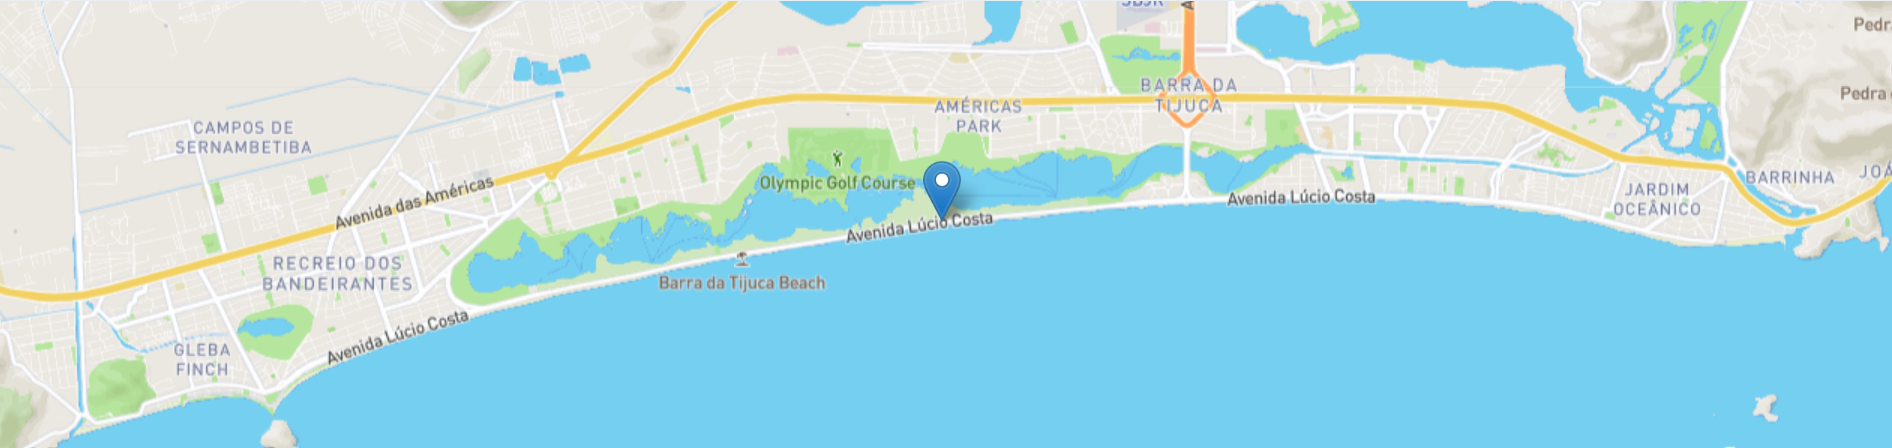 SBJR
Pedr
BARRA DA
TIJUCA
Pedra
AMÉRICAS
PARK
CAMPOS DE
SERNAMBETIBA
Olympic Golf Course
BARRINHA
JOÁ
JARDIM
OCEÂNICO
Avenida das Américas
Avenida Lúcio Costa
Avenida Lúcio Costa
RECREIO DOS
BANDEIRANTES
Barra da Tijuca Beach
Avenida Lúcio Costa
GLEBA
FINCH